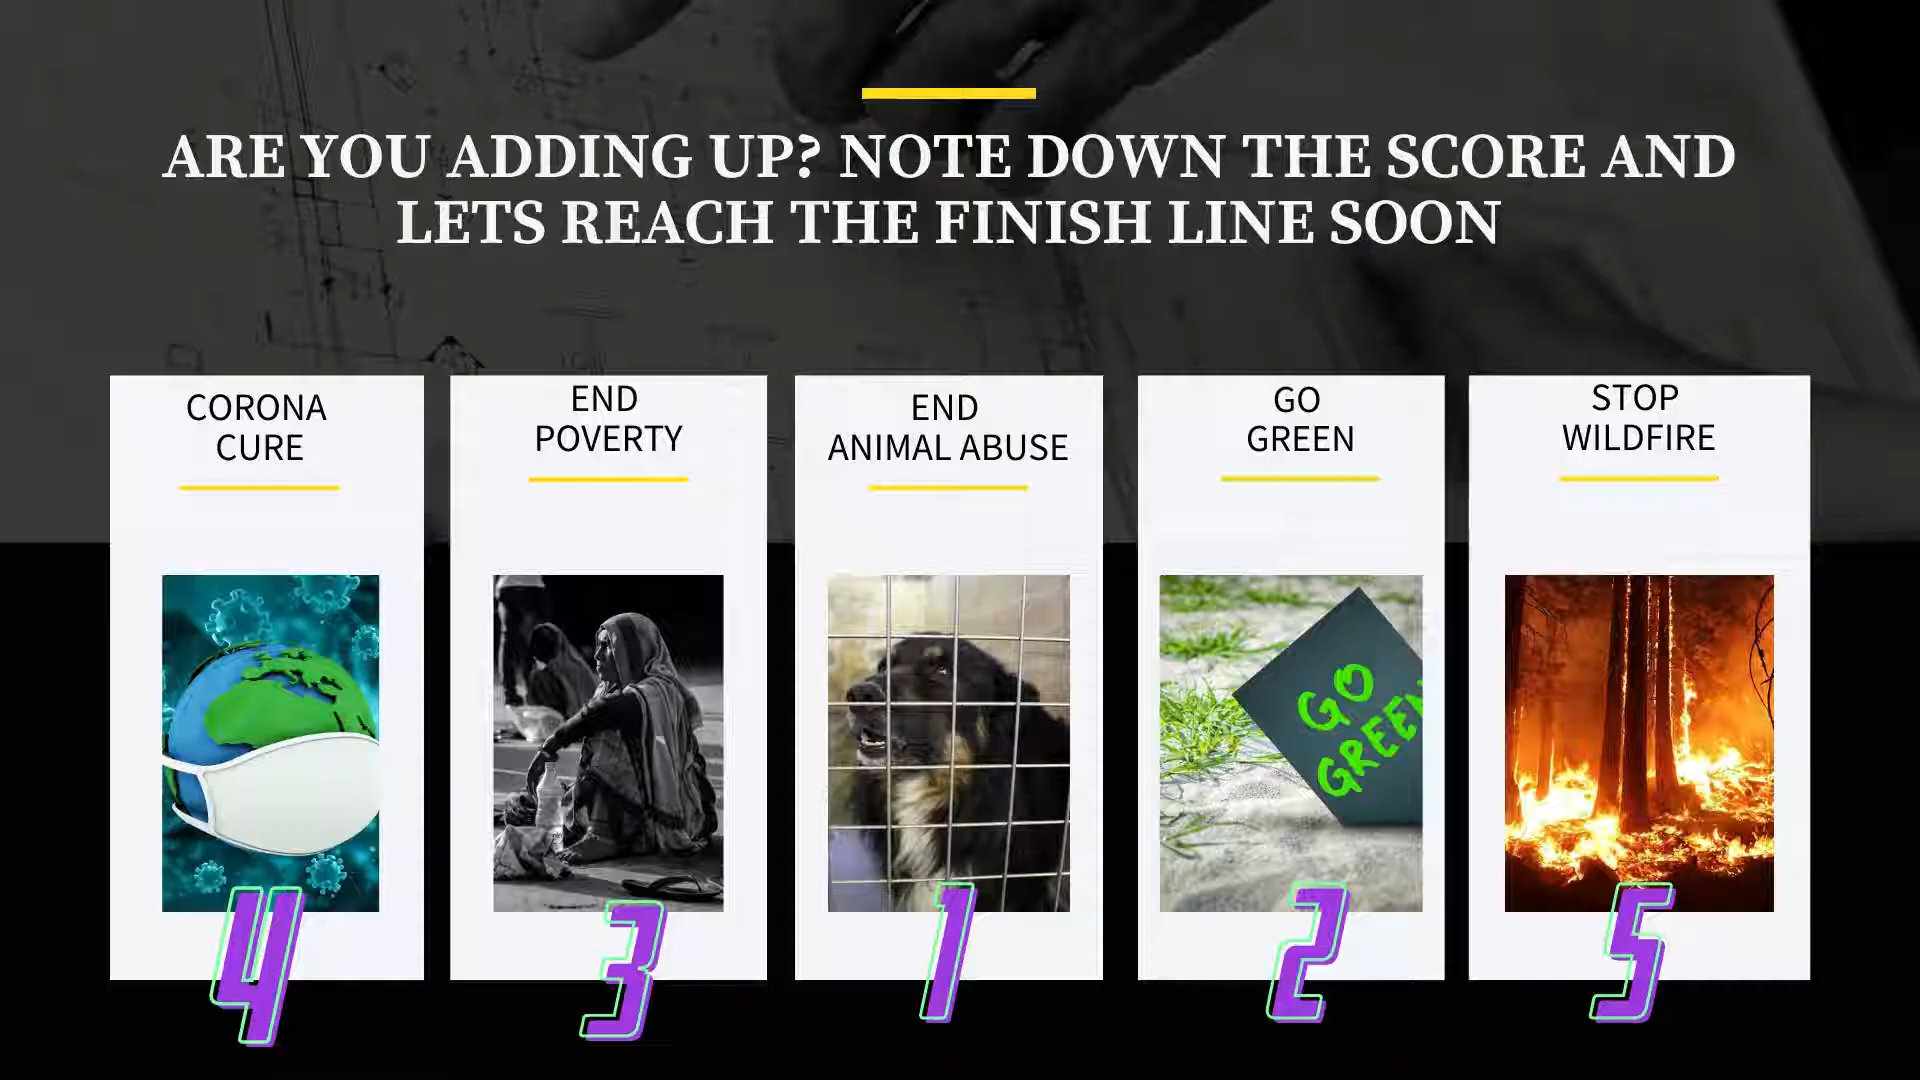 ARE YOU ADDING UP? NOTE DOWN THE SCORE AND
LETS REACH THE FINISH LINE SOON
CORONA
CURE
END
POVERTY
END
ANIMAL ABUSE
GO
GREEN
STOP
WILDFIRE
GO
GREEN
4
3
1
2
5